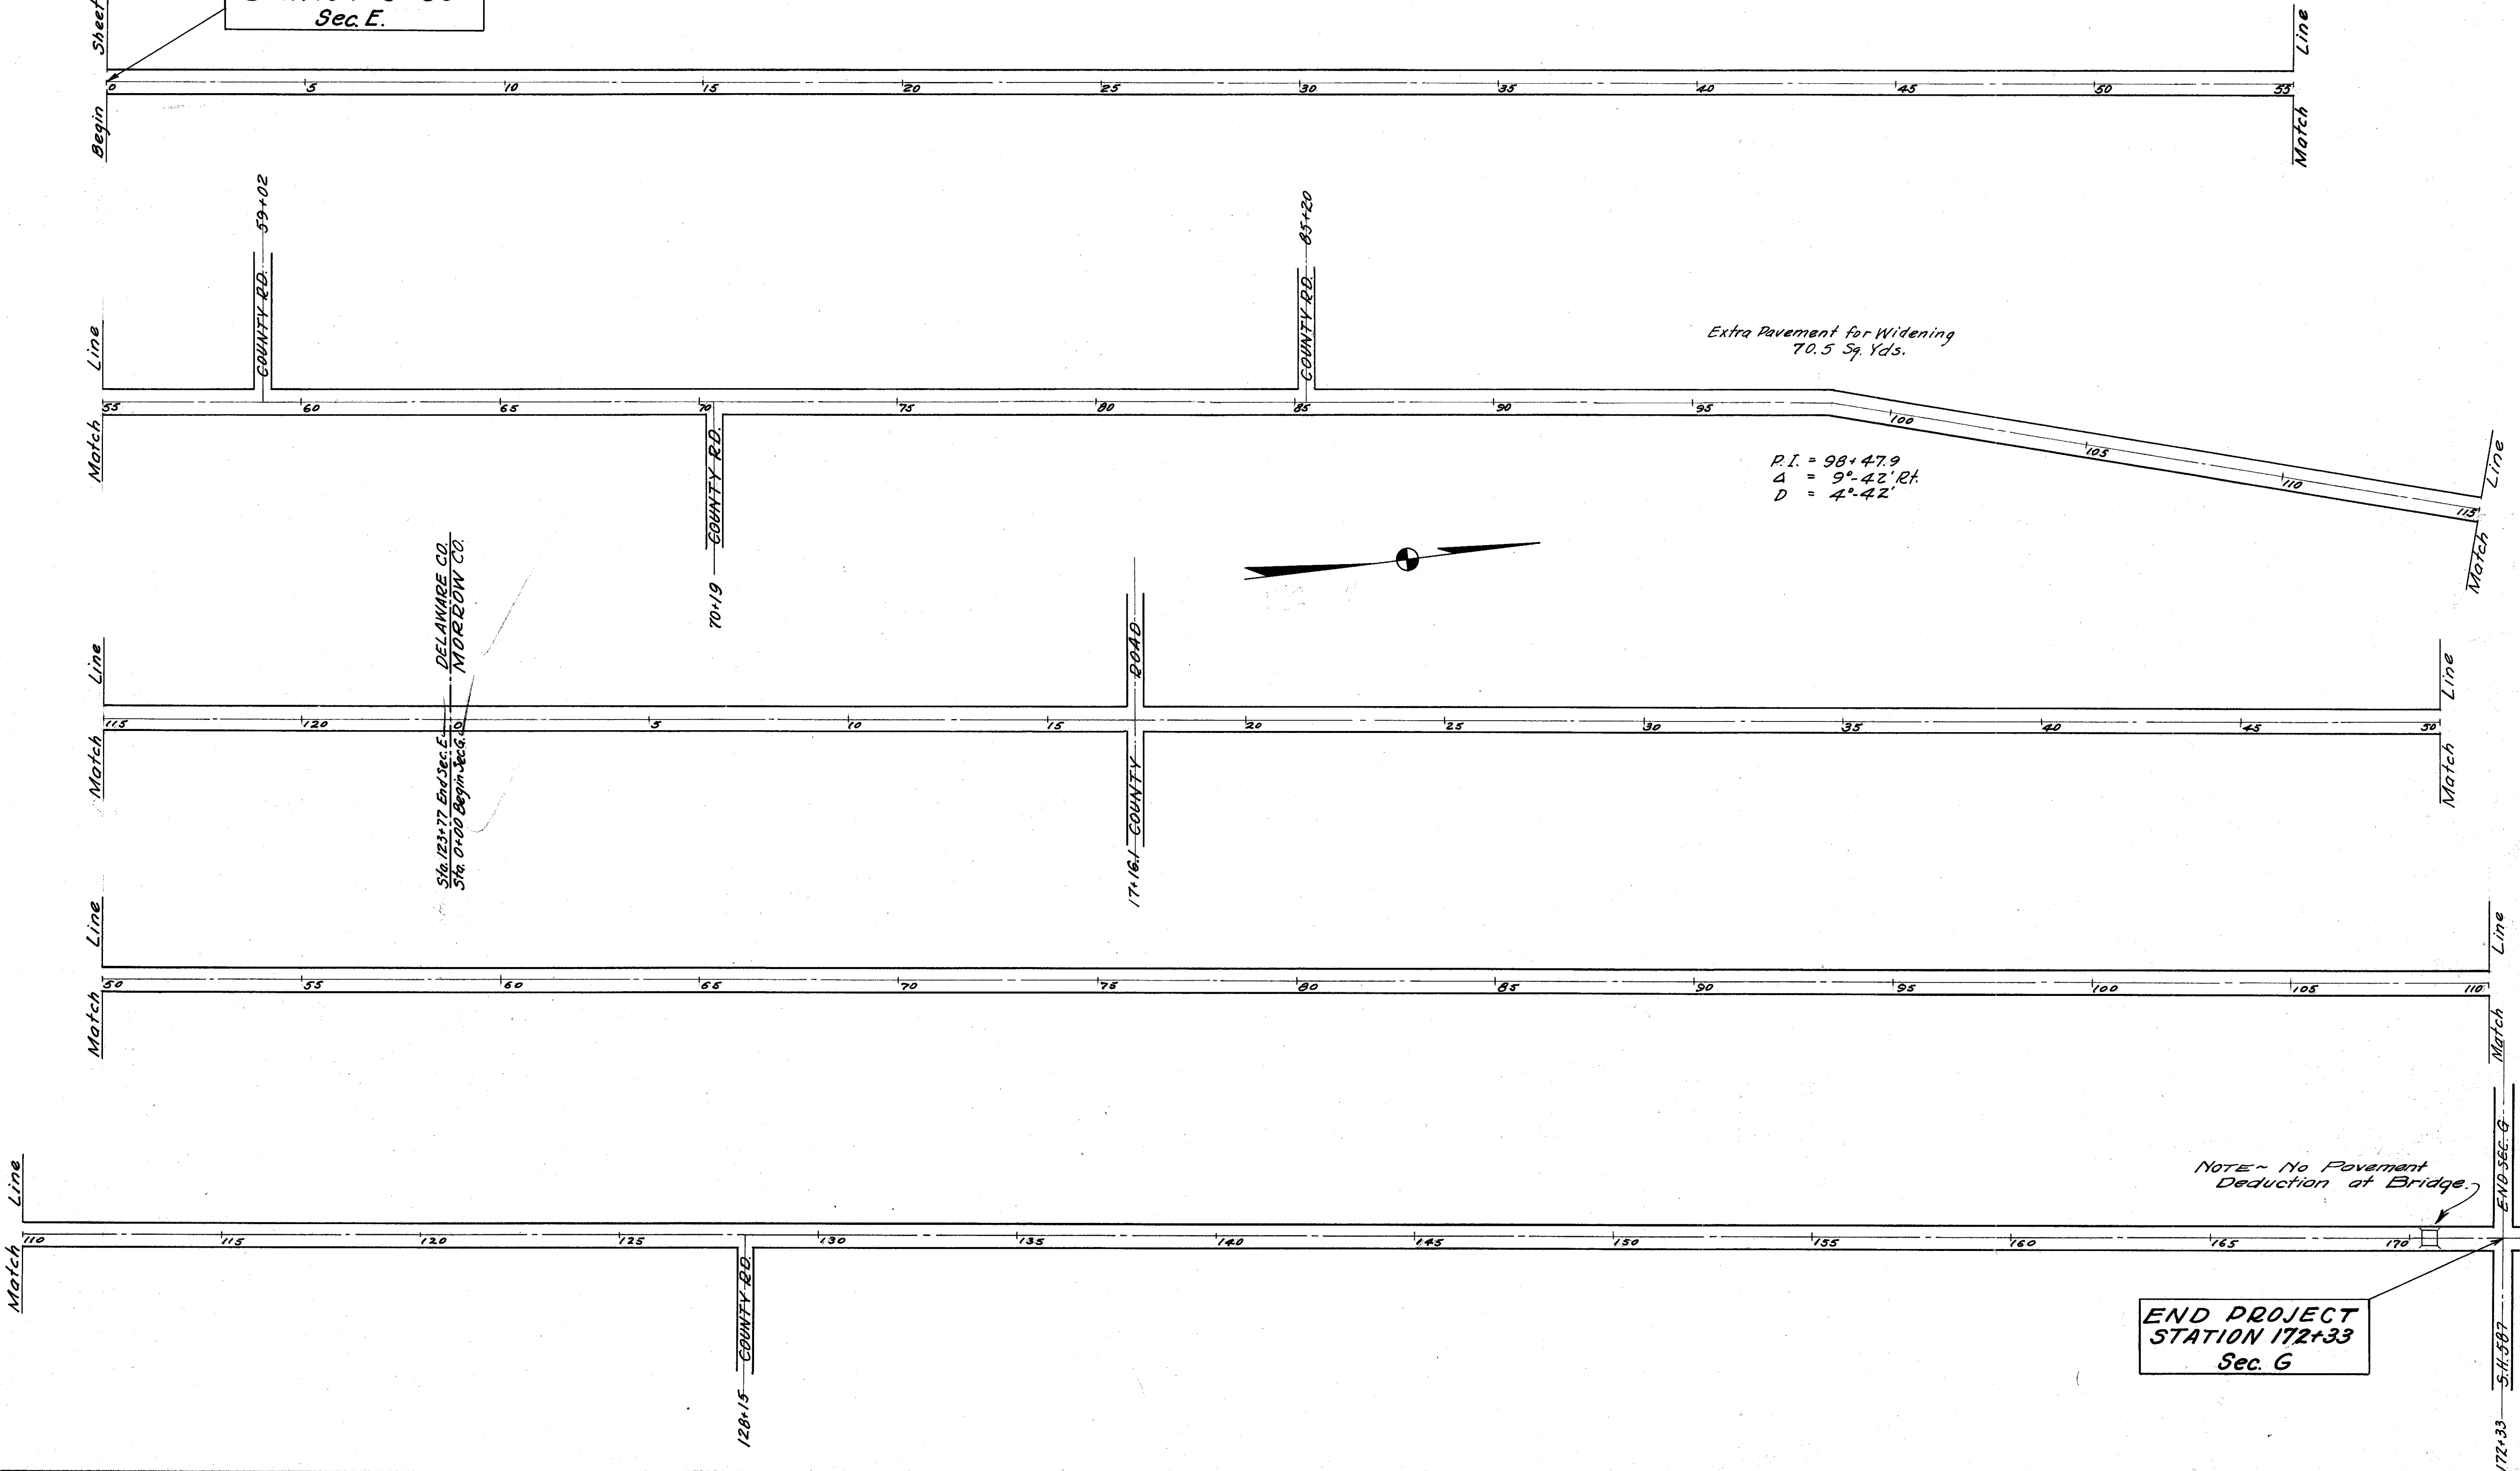 Sec. E.
Sheet
Begin
0 5 10 15 20 25 30 35 40 45 50 55
Line
Match
59+02
COUNTY RD.
85+20
COUNTY RD.
Extra Pavement for Widening
70.5 Sq. Yds.
Line
Match
55 60 65 70 75 80 85 90 95 100 105 110 115
Line
Match
COUNTY RD.
70+19
P.I. = 98+47.9
Δ = 9°-42' Rt.
D = 4°-42'
DELAWARE CO.
MORROW CO.
Line
Match
115 120 0 5 10 15 20 25 30 35 40 45 50
Line
Match
Sta. 123+77 End Sec. E
Sta. 0+00 Begin Sec. G.
17+16.1 COUNTY ROAD
Line
Match
50 55 60 65 70 75 80 85 90 95 100 105 110
Line
Match
NOTE ~ No Pavement
Deduction at Bridge.
END SEC. G
Line
Match
110 115 120 125 130 135 140 145 150 155 160 165 170
COUNTY RD.
128+15
END PROJECT
STATION 172+33
Sec. G
S.H. 587
172+33